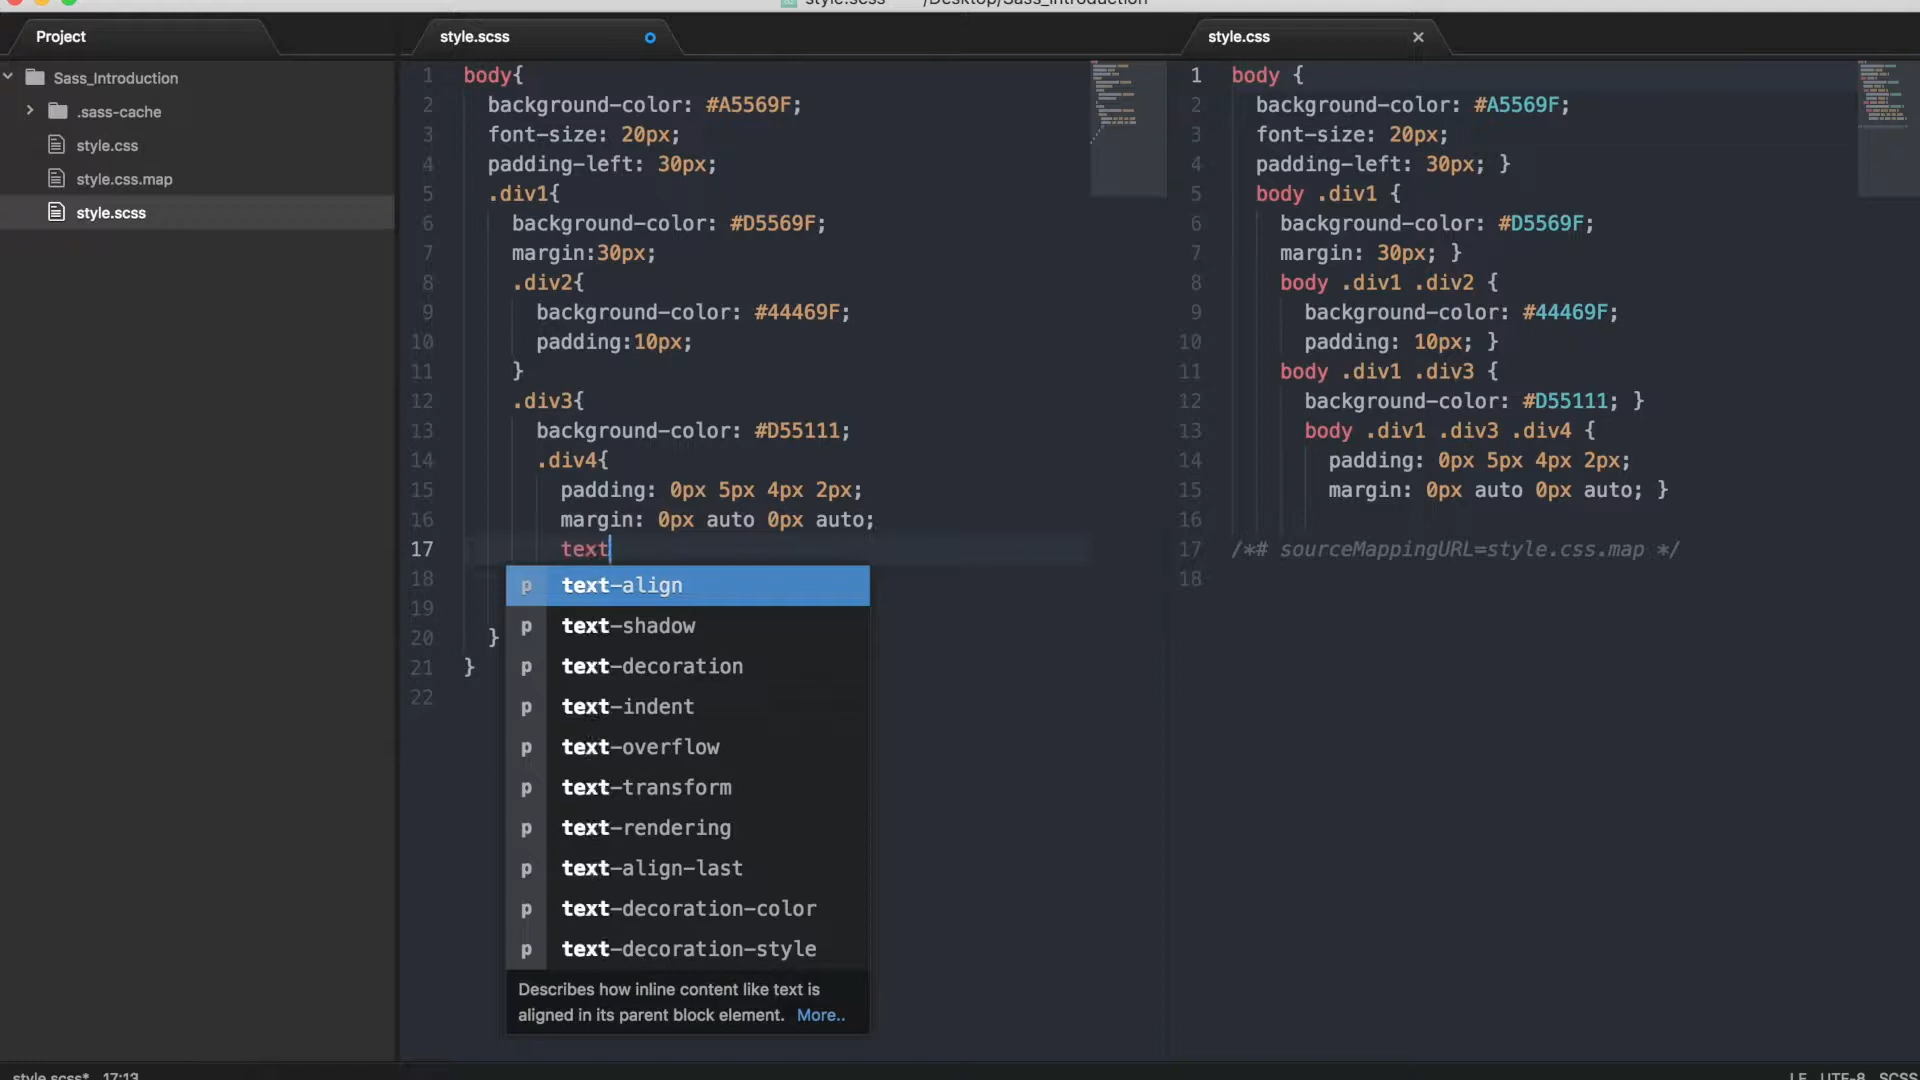 style.scss — ~/Desktop/Sass_Introduction
Project
Sass_Introduction
.sass-cache
style.css
style.css.map
style.scss
style.scss
1 body{
2 background-color: #A5569F;
3 font-size: 20px;
4 padding-left: 30px;
5 .div1{
6 background-color: #D5569F;
7 margin:30px;
8 .div2{
9 background-color: #44469F;
10 padding:10px;
11 }
12 .div3{
13 background-color: #D55111;
14 .div4{
15 padding: 0px 5px 4px 2px;
16 margin: 0px auto 0px auto;
17 text
18
19
20 }
21 }
22
p text-align
p text-shadow
p text-decoration
p text-indent
p text-overflow
p text-transform
p text-rendering
p text-align-last
p text-decoration-color
p text-decoration-style
Describes how inline content like text is
aligned in its parent block element. More..
style.css
1 body {
2 background-color: #A5569F;
3 font-size: 20px;
4 padding-left: 30px; }
5 body .div1 {
6 background-color: #D5569F;
7 margin: 30px; }
8 body .div1 .div2 {
9 background-color: #44469F;
10 padding: 10px; }
11 body .div1 .div3 {
12 background-color: #D55111; }
13 body .div1 .div3 .div4 {
14 padding: 0px 5px 4px 2px;
15 margin: 0px auto 0px auto; }
16
17 /*# sourceMappingURL=style.css.map */
18
style.scss* 17:13
LF UTF-8 SCSS